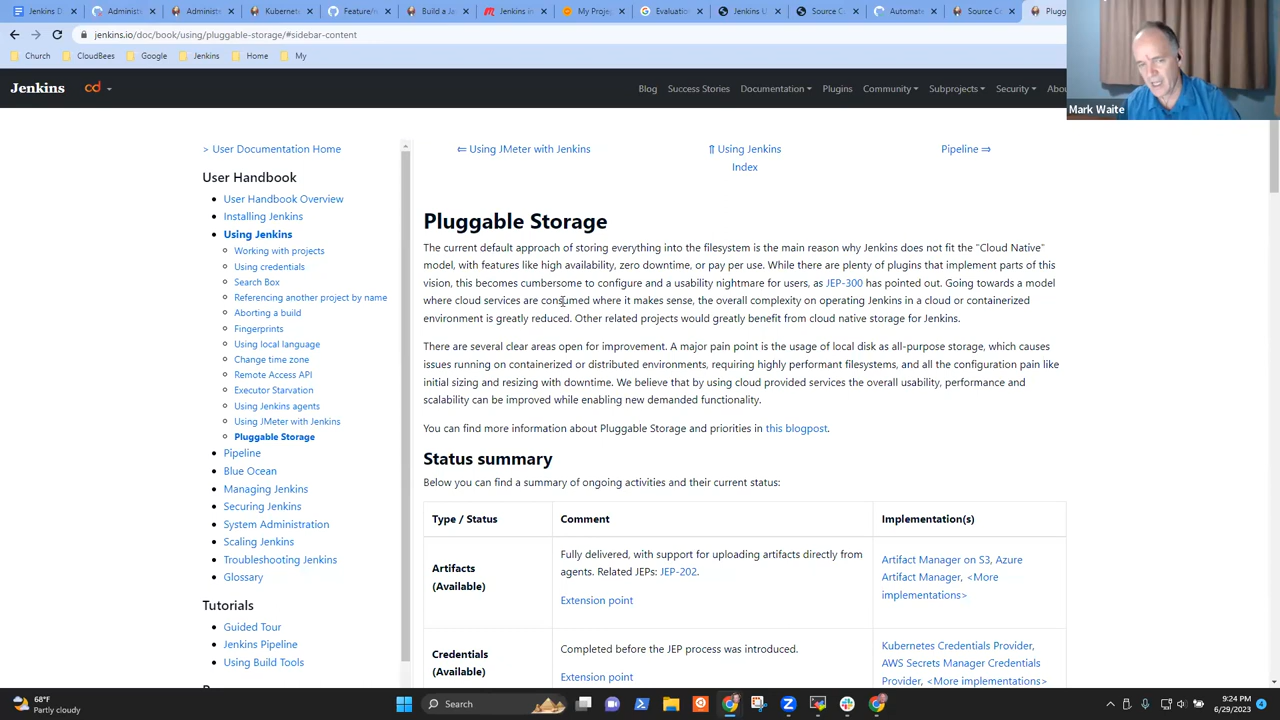 Admini:
Administ
Kubernet
Feature/r
Build a Ja
Jenkins in
My Proje
Evaluatio
Jenkins U
Source C
Automate
Source Co
Plugg
jenkins.io/doc/book/using/pluggable-storage/#sidebar-content
Church
CloudBees
Google
Jenkins
Home
My
Jenkins
cd
Blog
Success Stories
Documentation
Plugins
Community
Subprojects
Security
Abou
Mark Waite
> User Documentation Home
User Handbook
User Handbook Overview
Installing Jenkins
Using Jenkins
Working with projects
Using credentials
Search Box
Referencing another project by name
Aborting a build
Fingerprints
Using local language
Change time zone
Remote Access API
Executor Starvation
Using Jenkins agents
Using JMeter with Jenkins
Pluggable Storage
Pipeline
Blue Ocean
Managing Jenkins
Securing Jenkins
System Administration
Scaling Jenkins
Troubleshooting Jenkins
Glossary
Tutorials
Guided Tour
Jenkins Pipeline
Using Build Tools
⇐ Using JMeter with Jenkins
⇑ Using Jenkins
Index
Pipeline ⇒
Pluggable Storage
The current default approach of storing everything into the filesystem is the main reason why Jenkins does not fit the "Cloud Native"
model, with features like high availability, zero downtime, or pay per use. While there are plenty of plugins that implement parts of this
vision, this becomes cumbersome to configure and a usability nightmare for users, as JEP-300 has pointed out. Going towards a model
where cloud services are consumed where it makes sense, the overall complexity on operating Jenkins in a cloud or containerized
environment is greatly reduced. Other related projects would greatly benefit from cloud native storage for Jenkins.
There are several clear areas open for improvement. A major pain point is the usage of local disk as all-purpose storage, which causes
issues running on containerized or distributed environments, requiring highly performant filesystems, and all the configuration pain like
initial sizing and resizing with downtime. We believe that by using cloud provided services the overall usability, performance and
scalability can be improved while enabling new demanded functionality.
You can find more information about Pluggable Storage and priorities in this blogpost.
Status summary
Below you can find a summary of ongoing activities and their current status:
Type / Status
Comment
Implementation(s)
Artifacts
(Available)
Fully delivered, with support for uploading artifacts directly from
agents. Related JEPs: JEP-202.
Extension point
Artifact Manager on S3, Azure
Artifact Manager, <More
implementations>
Credentials
(Available)
Completed before the JEP process was introduced.
Extension point
Kubernetes Credentials Provider,
AWS Secrets Manager Credentials
Provider, <More implementations>
68°F
Partly cloudy
Search
9:24 PM
6/29/2023